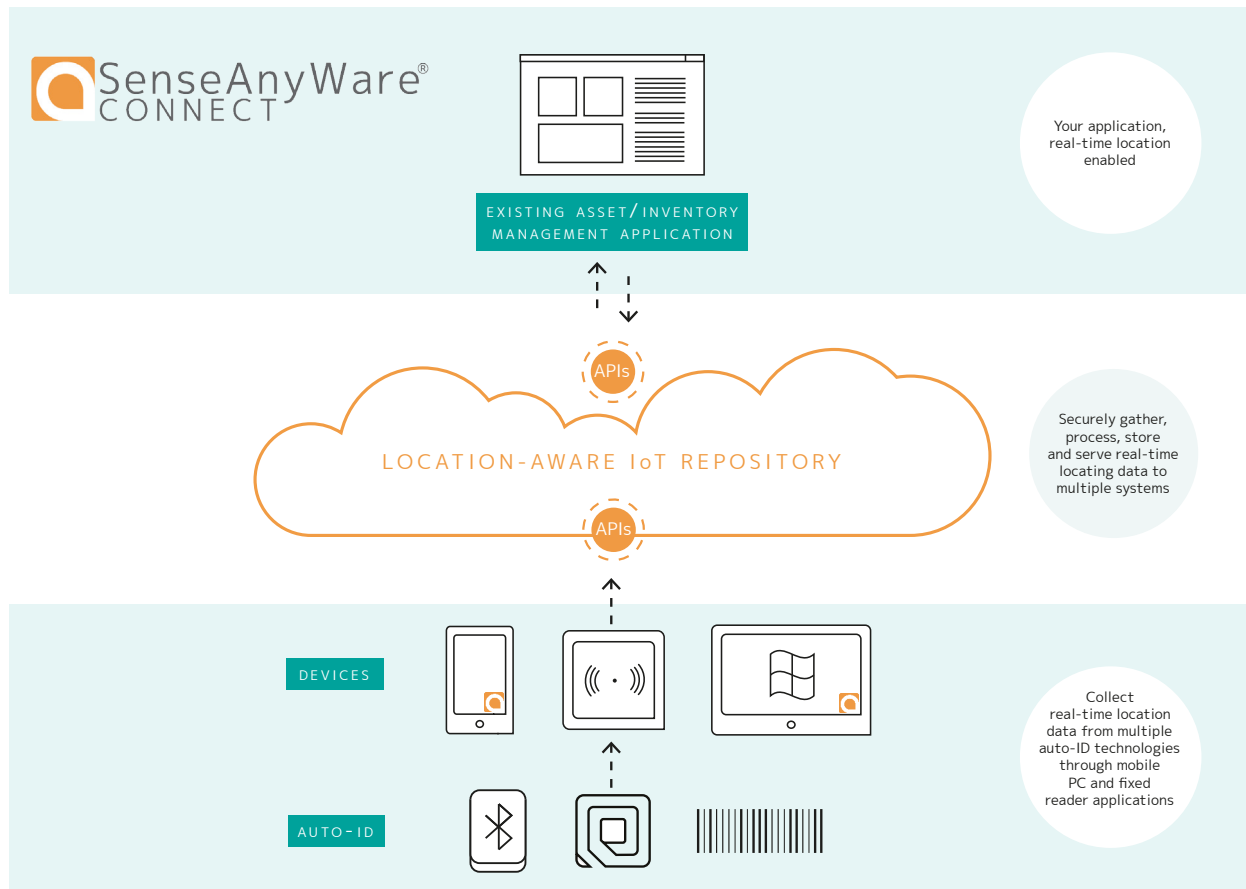 SenseAnyWare®
CONNECT
EXISTING ASSET/INVENTORY
MANAGEMENT APPLICATION
Your application,
real-time location
enabled
APIs
LOCATION-AWARE IoT REPOSITORY
APIs
Securely gather,
process, store
and serve real-time
locating data to
multiple systems
DEVICES
AUTO-ID
Collect
real-time location
data from multiple
auto-ID technologies
through mobile
PC and fixed
reader applications